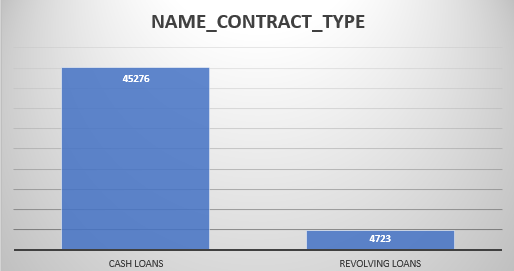 NAME_CONTRACT_TYPE
45276
4723
CASH LOANS
REVOLVING LOANS